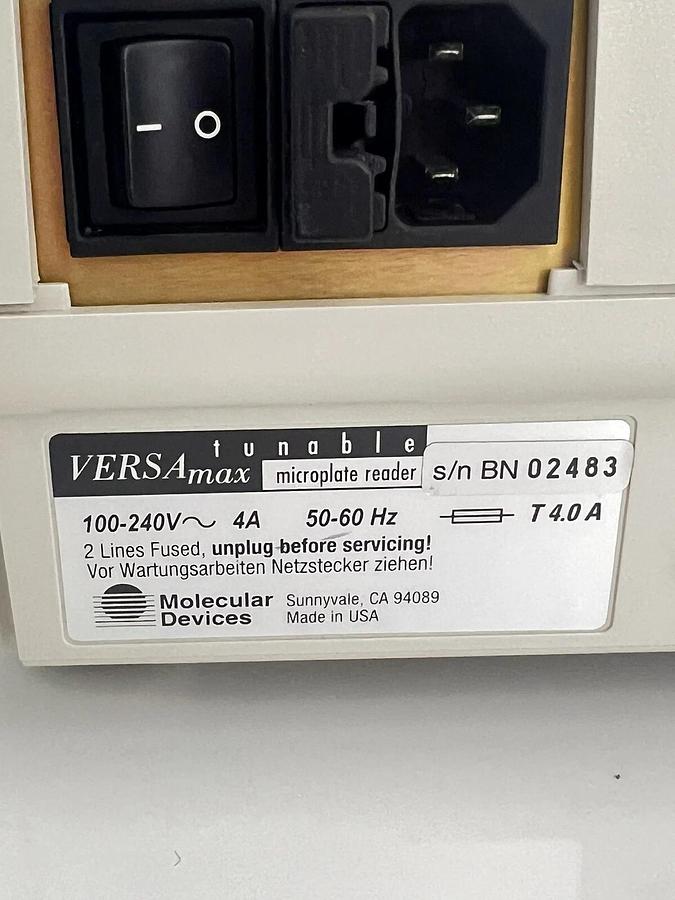 tunable
VERSAmax microplate reader
s/n BN 02483
100-240V~ 4A 50-60 Hz T 4.0 A
2 Lines Fused, unplug before servicing!
Vor Wartungsarbeiten Netzstecker ziehen!
Molecular Devices
Sunnyvale, CA 94089
Made in USA